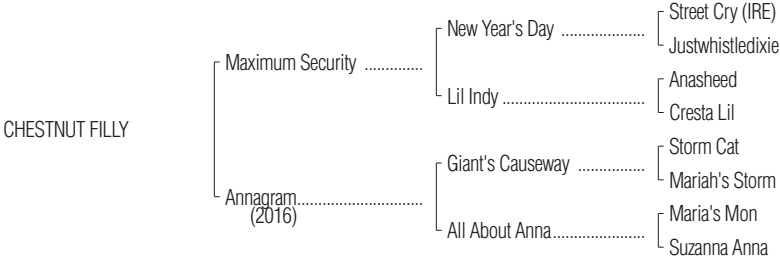 CHESTNUT FILLY
Maximum Security ..............
Annagram..............................
(2016)
New Year's Day ....................
Lil Indy ..................................
Giant's Causeway ................
All About Anna......................
Street Cry (IRE)
Justwhistledixie
Anasheed
Cresta Lil
Storm Cat
Mariah's Storm
Maria's Mon
Suzanna Anna